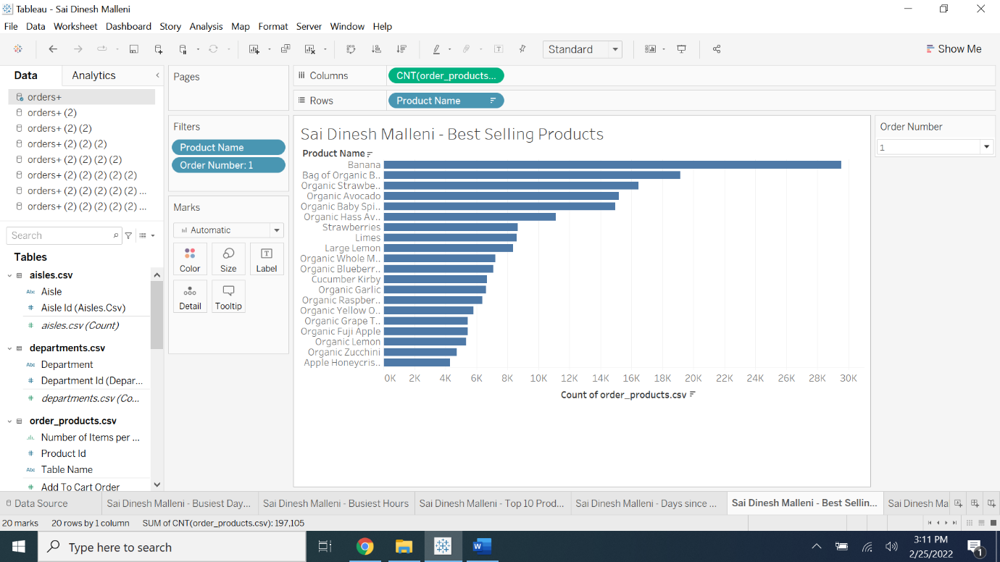 Tableau - Sai Dinesh Malleni
File Data Worksheet Dashboard Story Analysis Map Format Server Window Help
Standard
Show Me
Data Analytics
Pages
Columns CNT(order_products...
Rows Product Name
orders+
orders+ (2)
orders+ (2) (2)
orders+ (2) (2) (2)
orders+ (2) (2) (2) (2)
orders+ (2) (2) (2) (2) (2)
orders+ (2) (2) (2) (2) (2) ...
orders+ (2) (2) (2) (2) (2) ...
Search
Tables
aisles.csv
Abc Aisle
# Aisle Id (Aisles.Csv)
# aisles.csv (Count)
departments.csv
Abc Department
# Department Id (Depar...
# departments.csv (Co...
order_products.csv
Number of Items per ...
# Product Id
Abc Table Name
# Add To Cart Order
Filters
Product Name
Order Number: 1
Marks
Automatic
Color Size Label
Detail Tooltip
Sai Dinesh Malleni - Best Selling Products
Product Name
Banana
Bag of Organic B..
Organic Strawbe..
Organic Avocado
Organic Baby Spi..
Organic Hass Av..
Strawberries
Limes
Large Lemon
Organic Whole M..
Organic Blueberr..
Cucumber Kirby
Organic Garlic
Organic Raspber..
Organic Yellow O..
Organic Grape T..
Organic Fuji Apple
Organic Lemon
Organic Zucchini
Apple Honeycris..
0K 2K 4K 6K 8K 10K 12K 14K 16K 18K 20K 22K 24K 26K 28K 30K
Count of order_products.csv
Order Number
1
Data Source Sai Dinesh Malleni - Busiest Day... Sai Dinesh Malleni - Busiest Hours Sai Dinesh Malleni - Top 10 Prod... Sai Dinesh Malleni - Days since ... Sai Dinesh Malleni - Best Sellin... Sai Dinesh Ma
20 marks 20 rows by 1 column SUM of CNT(order_products.csv): 197,105
Type here to search
W
3:11 PM
2/25/2022
1